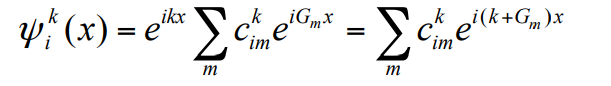 ψ_i^k(x) = e^{ikx} ∑_m c_{im}^k e^{iG_m x} = ∑_m c_{im}^k e^{i(k+G_m)x}